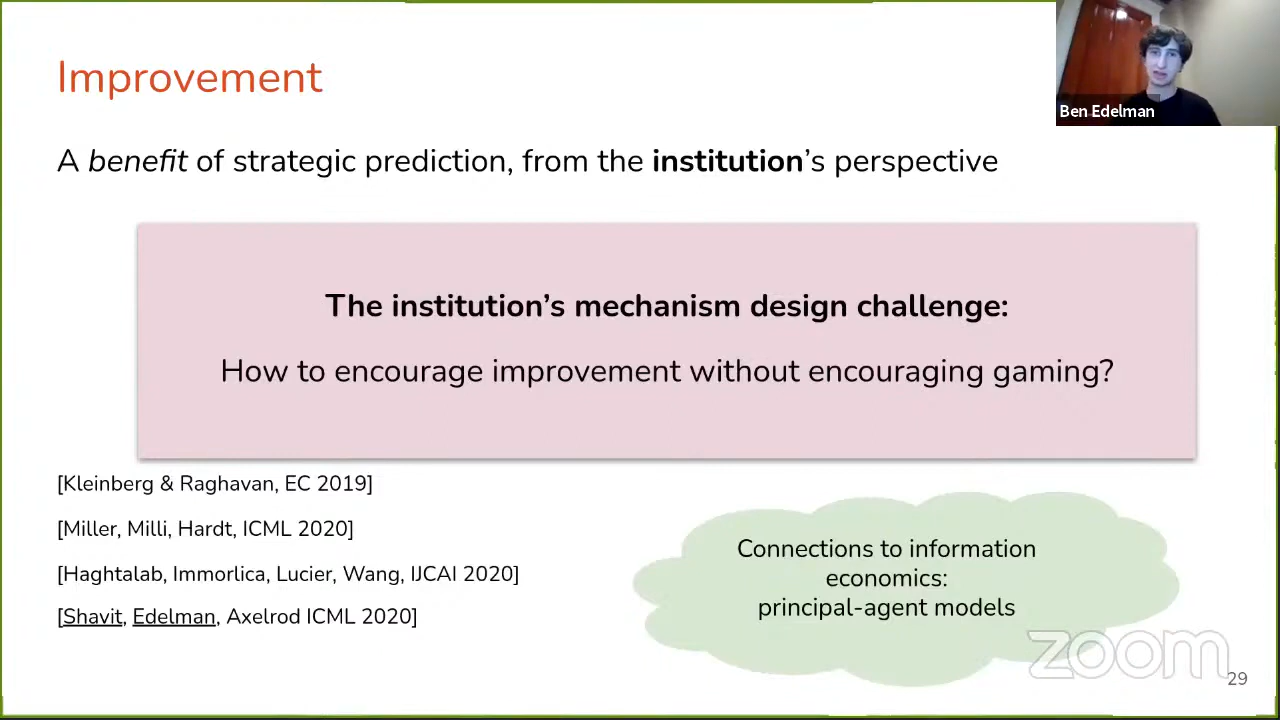 Improvement
Ben Edelman
A benefit of strategic prediction, from the institution's perspective
The institution's mechanism design challenge:
How to encourage improvement without encouraging gaming?
[Kleinberg & Raghavan, EC 2019]
[Miller, Milli, Hardt, ICML 2020]
[Haghtalab, Immorlica, Lucier, Wang, IJCAI 2020]
[Shavit, Edelman, Axelrod ICML 2020]
Connections to information
economics:
principal-agent models
zoom
29